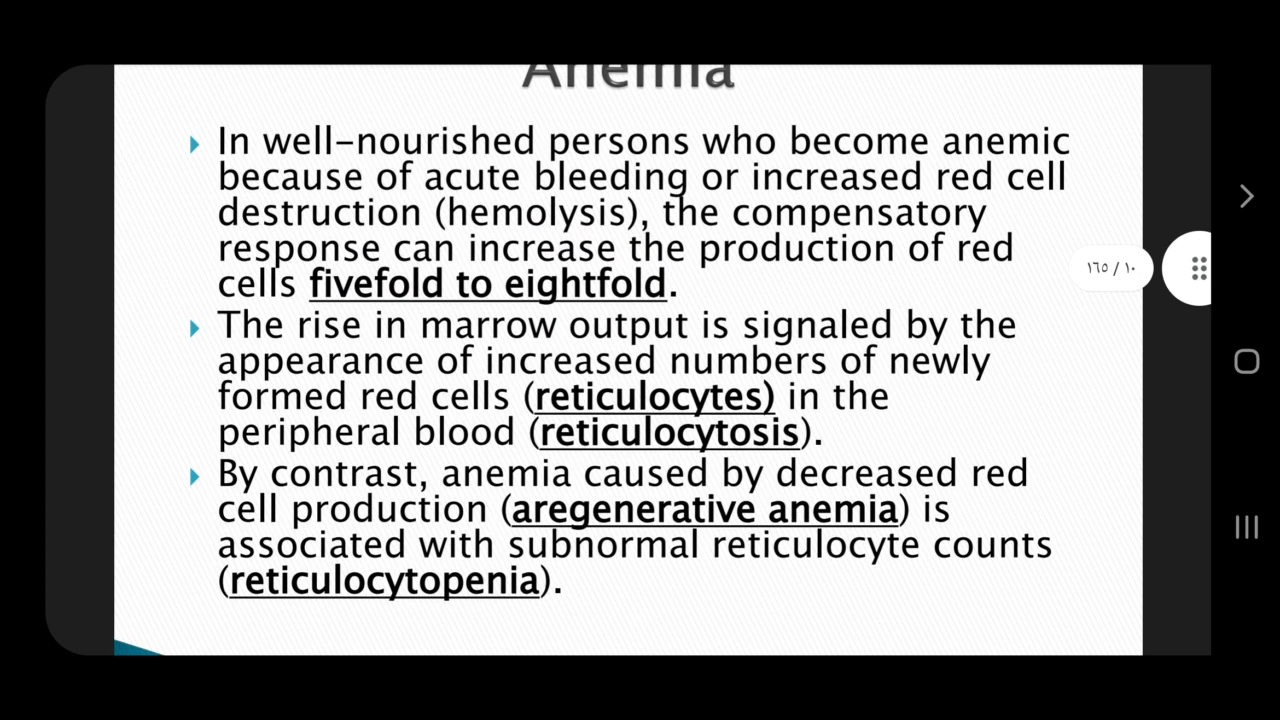 Anemia
In well-nourished persons who become anemic
because of acute bleeding or increased red cell
destruction (hemolysis), the compensatory
response can increase the production of red
cells fivefold to eightfold.
The rise in marrow output is signaled by the
appearance of increased numbers of newly
formed red cells (reticulocytes) in the
peripheral blood (reticulocytosis).
By contrast, anemia caused by decreased red
cell production (aregenerative anemia) is
associated with subnormal reticulocyte counts
(reticulocytopenia).
١٦٥ / ١٠